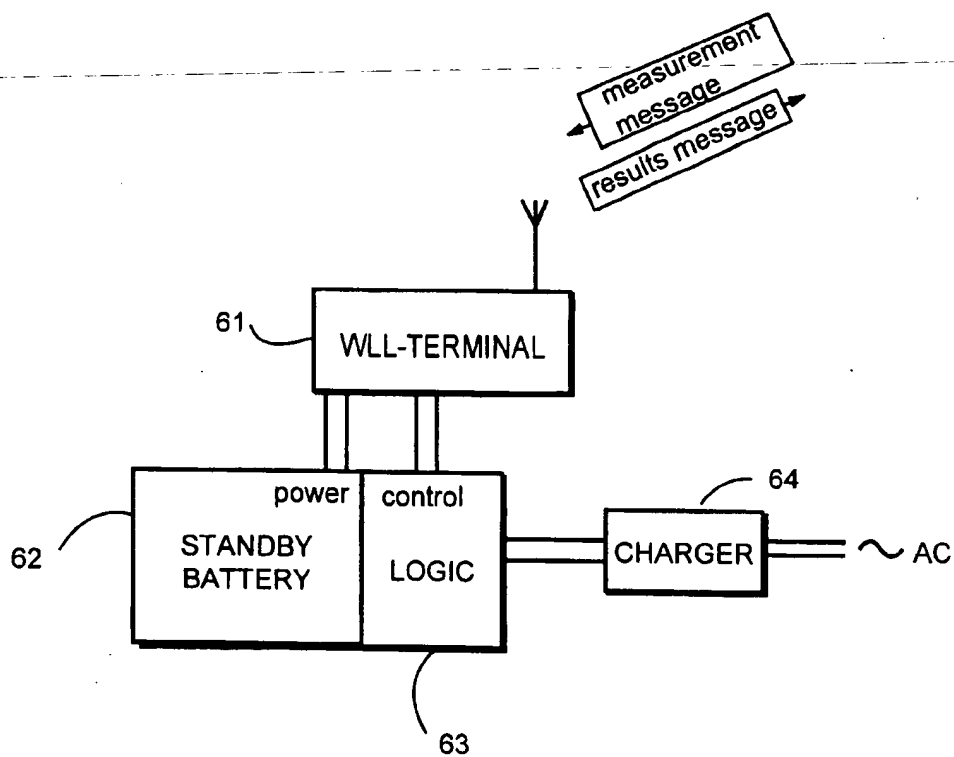 measurement
message
results message
61
WLL-TERMINAL
power
control
64
62
STANDBY
BATTERY
LOGIC
CHARGER
AC
63